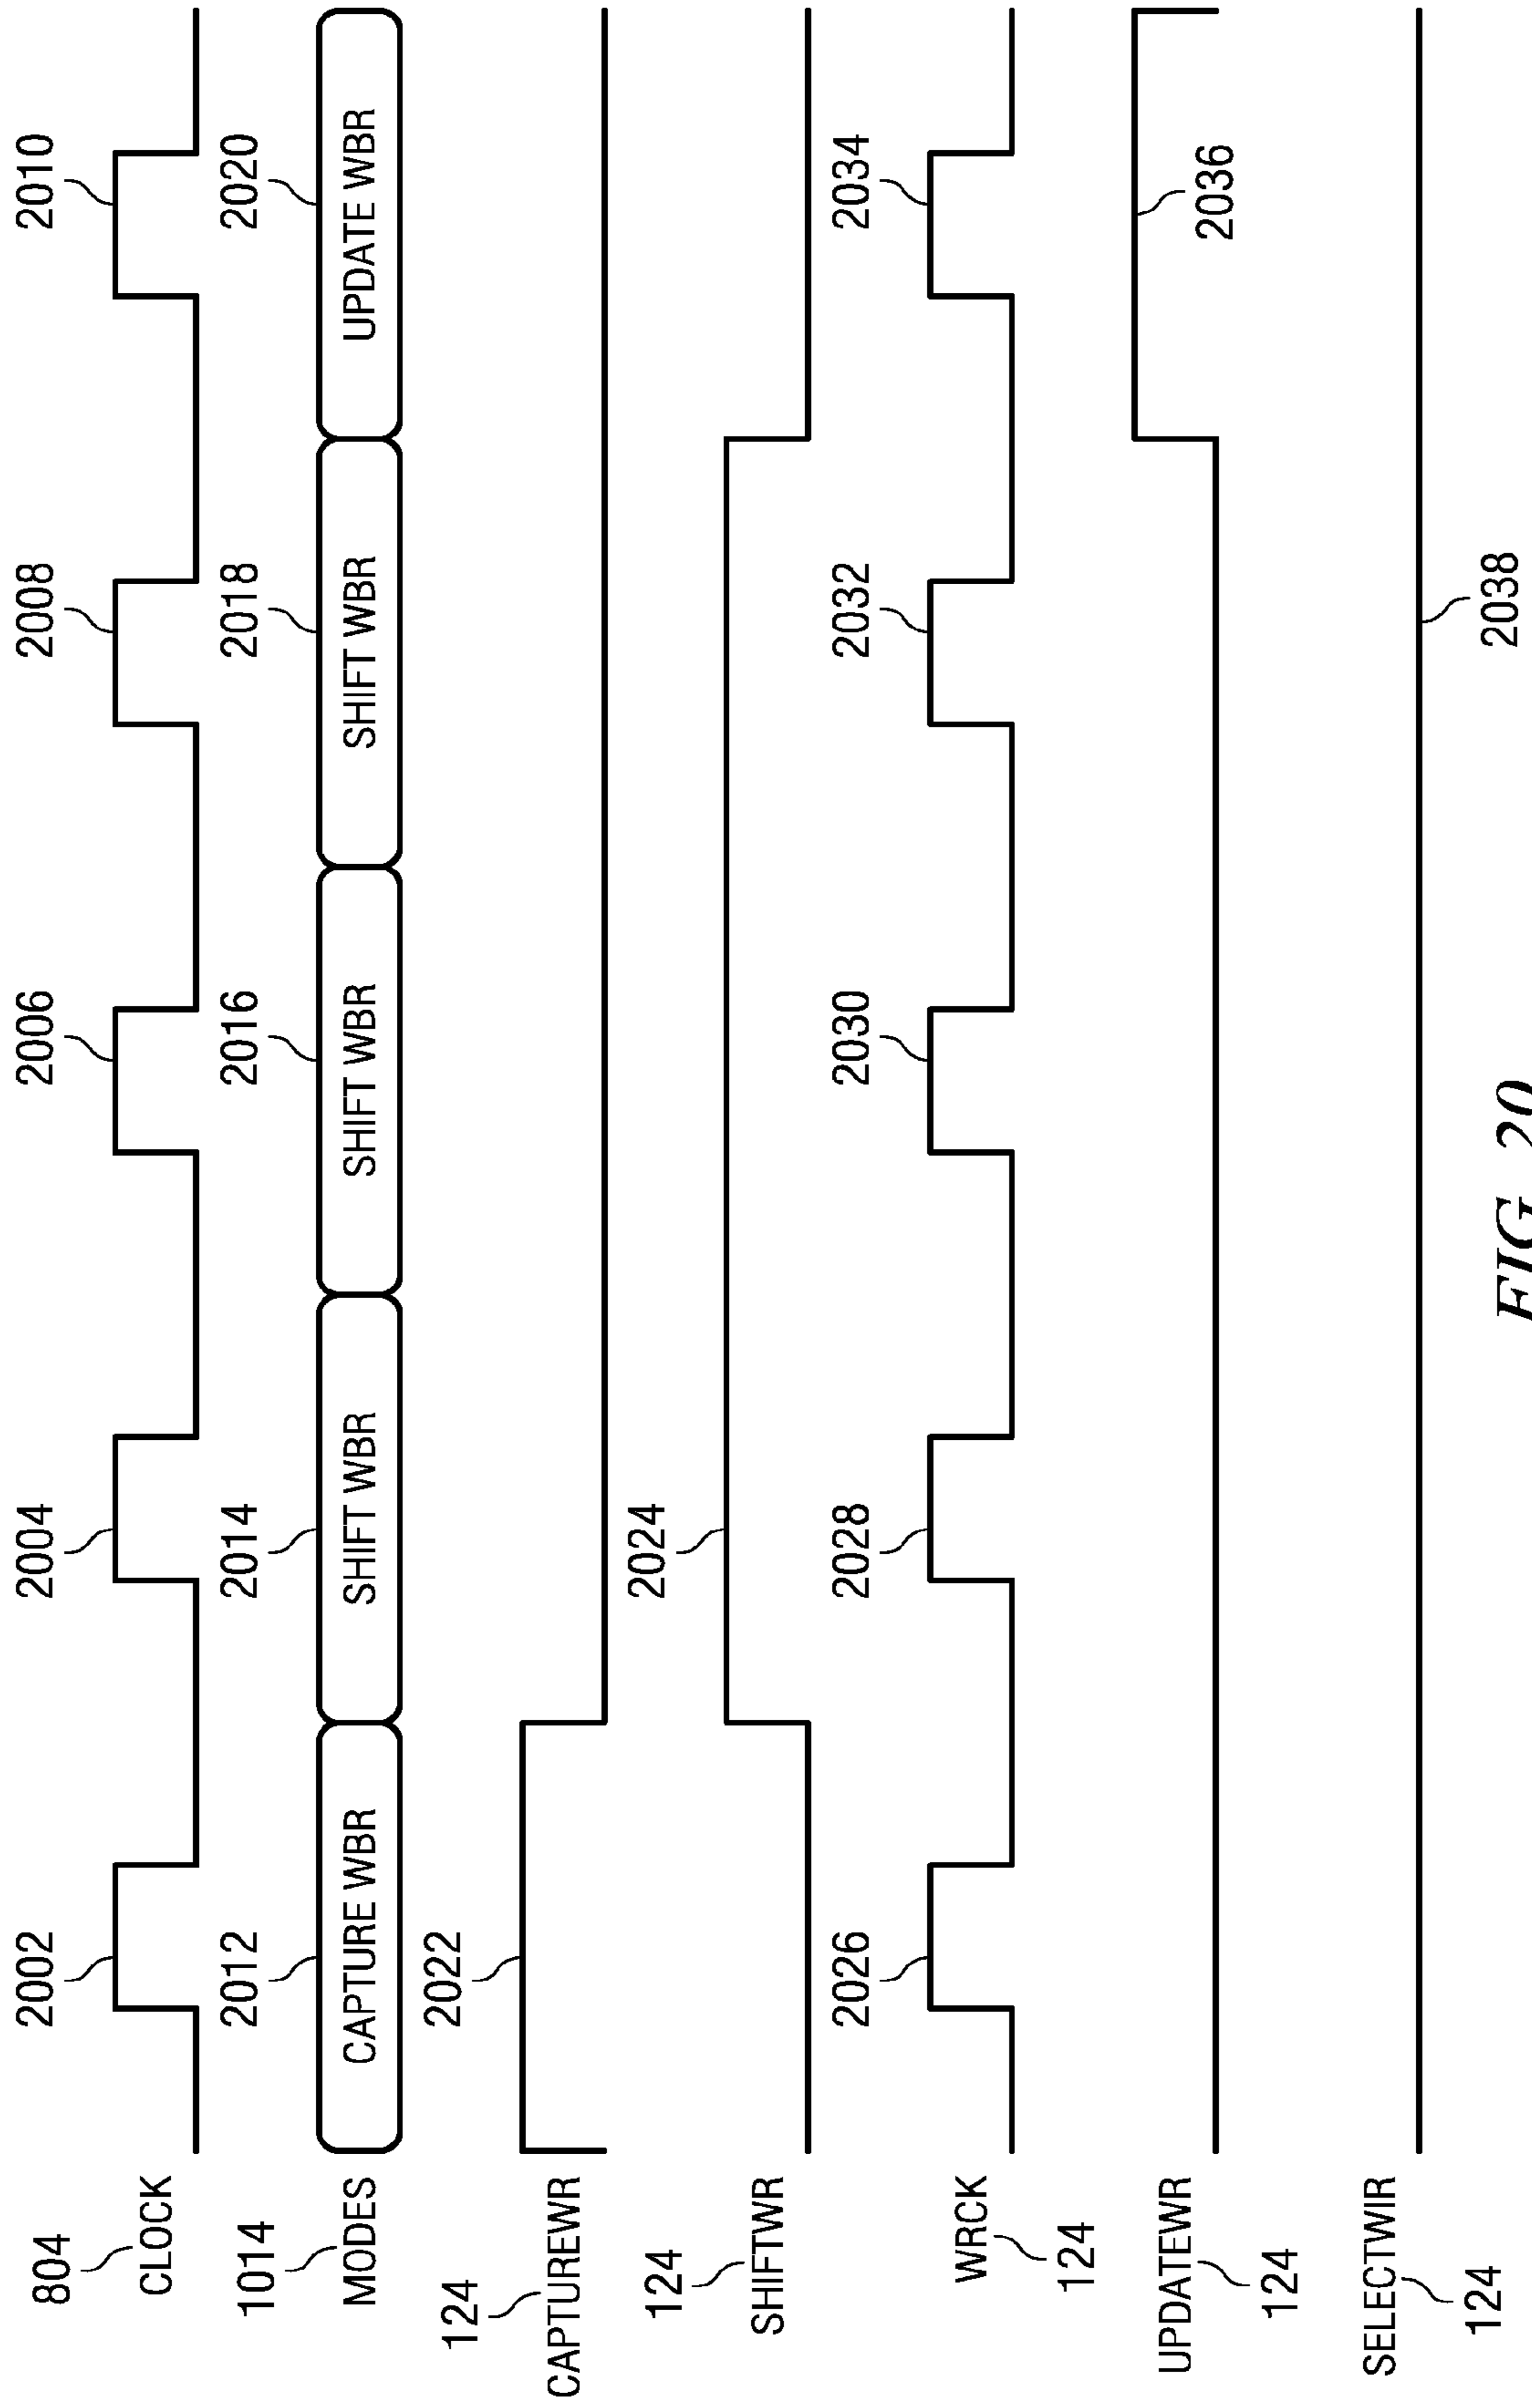 2002 2004 2006 2008 2010
804
CLOCK
2012 2014 2016 2018 2020
1014
MODES
CAPTURE WBR SHIFT WBR SHIFT WBR SHIFT WBR UPDATE WBR
2022
124
CAPTUREWR
2024
124
SHIFTWR
2026 2028 2030 2032 2034
WRCK
124
UPDATEWR
2036
124
SELECTWIR
2038
124
FIG. 20